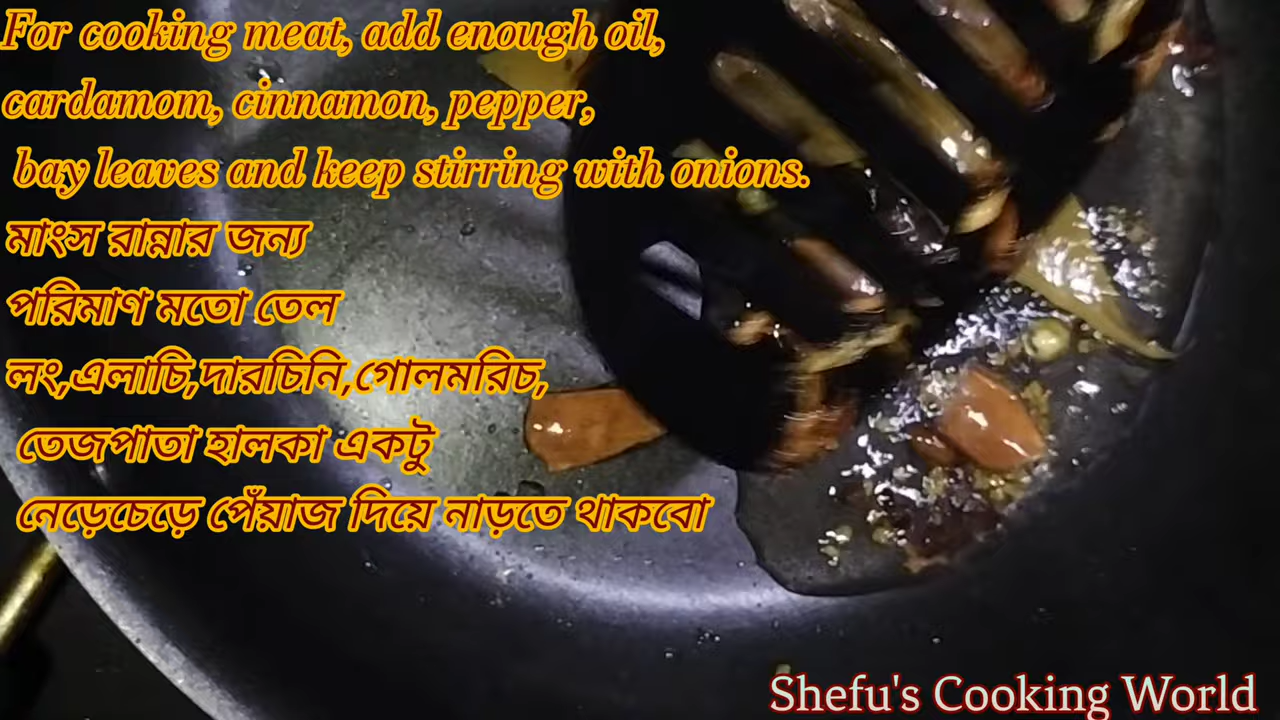 For cooking meat, add enough oil,
cardamom, cinnamon, pepper,
bay leaves and keep stirring with onions.
মাংস রান্নার জন্য
পরিমাণ মতো তেল
লং,এলাচি,দারচিনি,গোলমরিচ,
তেজপাতা হালকা একটু
নেড়েচেড়ে পেঁয়াজ দিয়ে নাড়তে থাকবো
Shefu's Cooking World